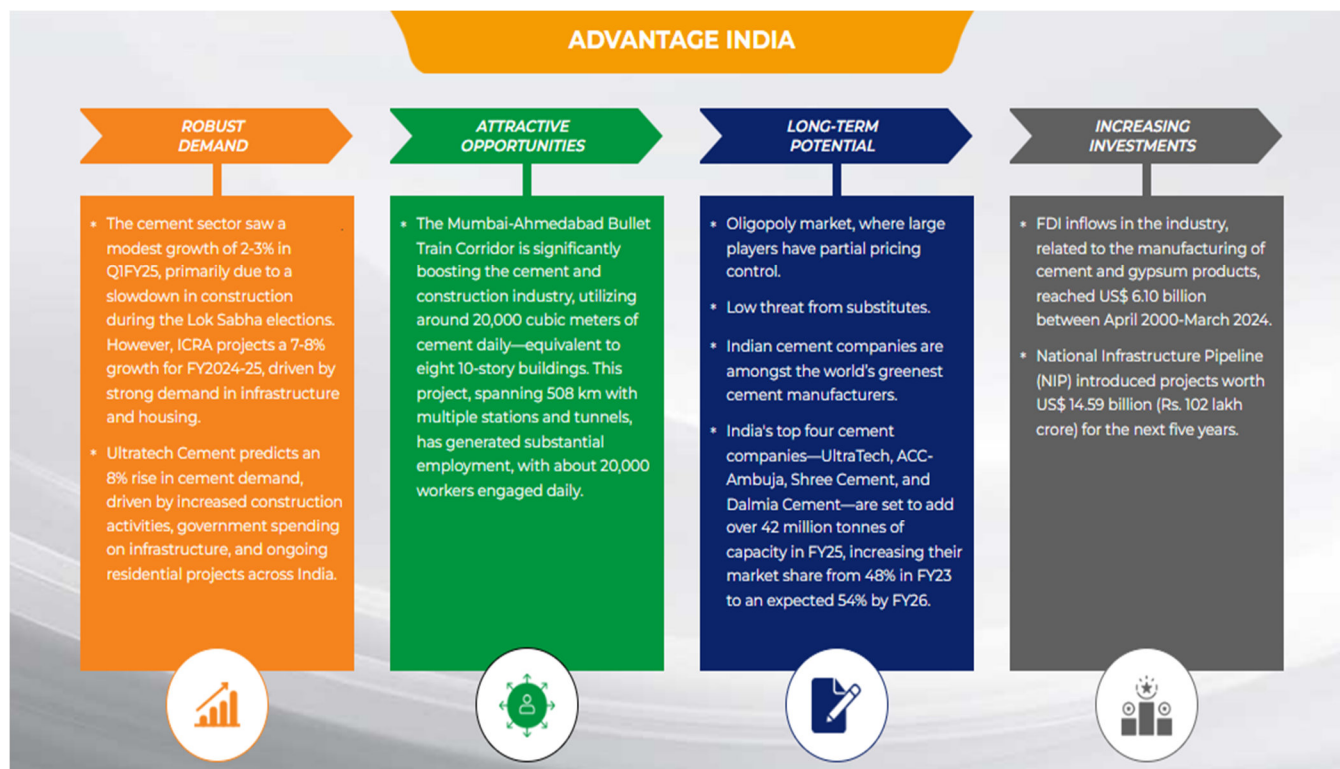 ADVANTAGE INDIA
ROBUST
DEMAND
* The cement sector saw a
modest growth of 2-3% in
Q1FY25, primarily due to a
slowdown in construction
during the Lok Sabha elections.
However, ICRA projects a 7-8%
growth for FY2024-25, driven by
strong demand in infrastructure
and housing.
* Ultratech Cement predicts an
8% rise in cement demand,
driven by increased construction
activities, government spending
on infrastructure, and ongoing
residential projects across India.
ATTRACTIVE
OPPORTUNITIES
* The Mumbai-Ahmedabad Bullet
Train Corridor is significantly
boosting the cement and
construction industry, utilizing
around 20,000 cubic meters of
cement daily—equivalent to
eight 10-story buildings. This
project, spanning 508 km with
multiple stations and tunnels,
has generated substantial
employment, with about 20,000
workers engaged daily.
LONG-TERM
POTENTIAL
* Oligopoly market, where large
players have partial pricing
control.
* Low threat from substitutes.
* Indian cement companies are
amongst the world's greenest
cement manufacturers.
* India's top four cement
companies—UltraTech, ACC-
Ambuja, Shree Cement, and
Dalmia Cement—are set to add
over 42 million tonnes of
capacity in FY25, increasing their
market share from 48% in FY23
to an expected 54% by FY26.
INCREASING
INVESTMENTS
* FDI inflows in the industry,
related to the manufacturing of
cement and gypsum products,
reached US$ 6.10 billion
between April 2000-March 2024.
* National Infrastructure Pipeline
(NIP) introduced projects worth
US$ 14.59 billion (Rs. 102 lakh
crore) for the next five years.